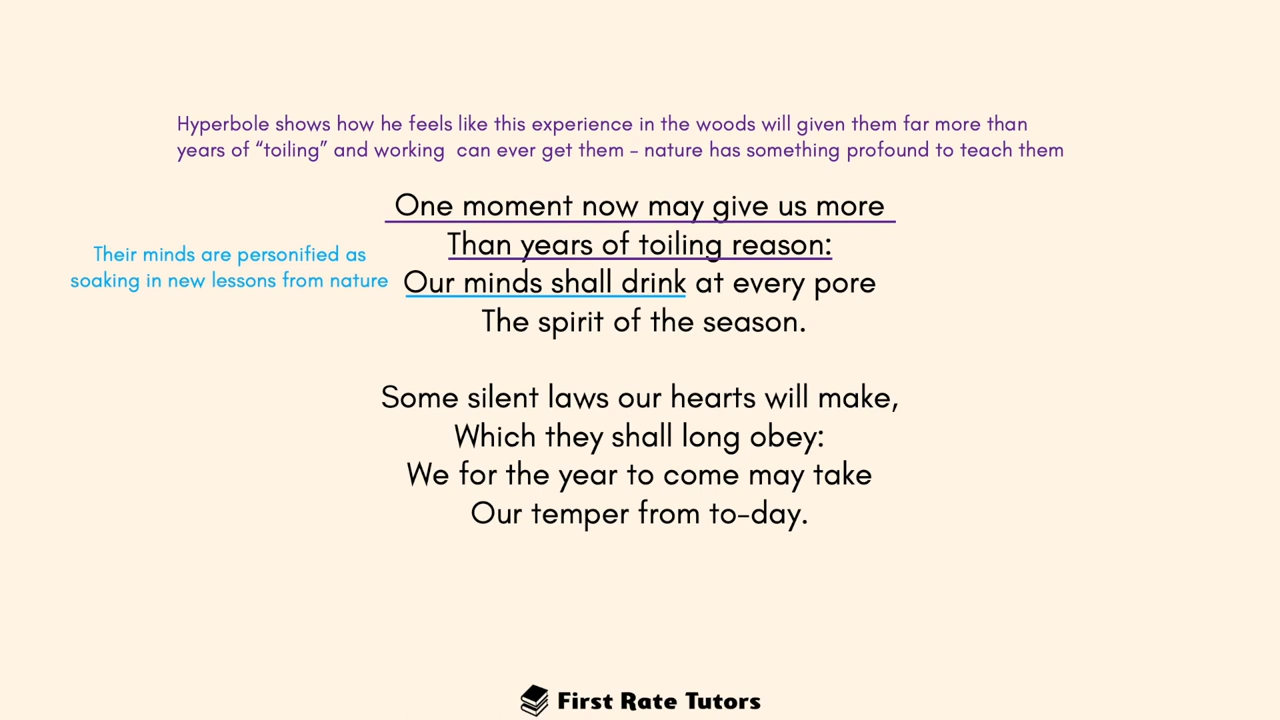 Hyperbole shows how he feels like this experience in the woods will given them far more than
years of “toiling” and working  can ever get them - nature has something profound to teach them
One moment now may give us more
Than years of toiling reason:
Their minds are personified as
soaking in new lessons from nature
Our minds shall drink at every pore
The spirit of the season.
Some silent laws our hearts will make,
Which they shall long obey:
We for the year to come may take
Our temper from to-day.
First Rate Tutors